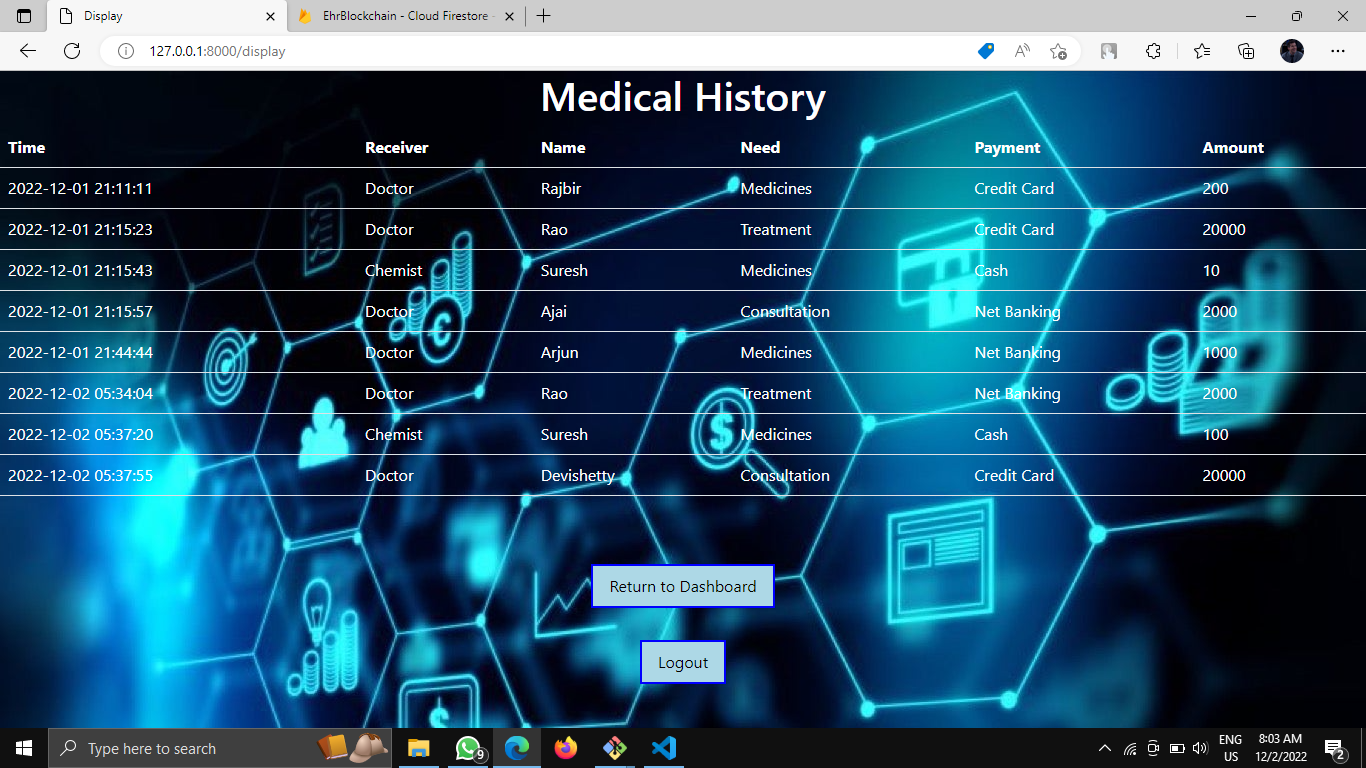 Display
EhrBlockchain - Cloud Firestore -
127.0.0.1:8000/display
Medical History
Time Receiver Name Need Payment Amount
2022-12-01 21:11:11 Doctor Rajbir Medicines Credit Card 200
2022-12-01 21:15:23 Doctor Rao Treatment Credit Card 20000
2022-12-01 21:15:43 Chemist Suresh Medicines Cash 10
2022-12-01 21:15:57 Doctor Ajai Consultation Net Banking 2000
2022-12-01 21:44:44 Doctor Arjun Medicines Net Banking 1000
2022-12-02 05:34:04 Doctor Rao Treatment Net Banking 2000
2022-12-02 05:37:20 Chemist Suresh Medicines Cash 100
2022-12-02 05:37:55 Doctor Devishetty Consultation Credit Card 20000
Return to Dashboard
Logout
Type here to search
9
ENG
US
8:03 AM
12/2/2022
2